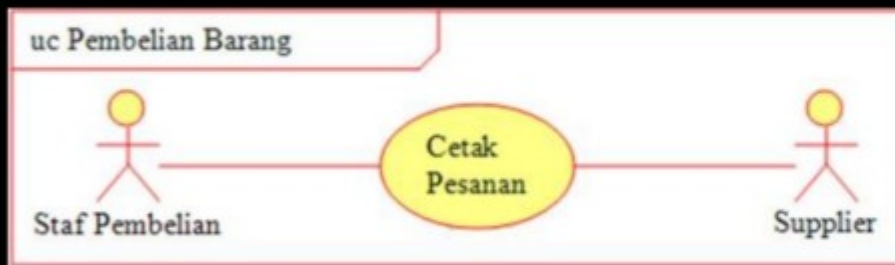 uc Pembelian Barang
Cetak
Pesanan
Staf Pembelian
Supplier